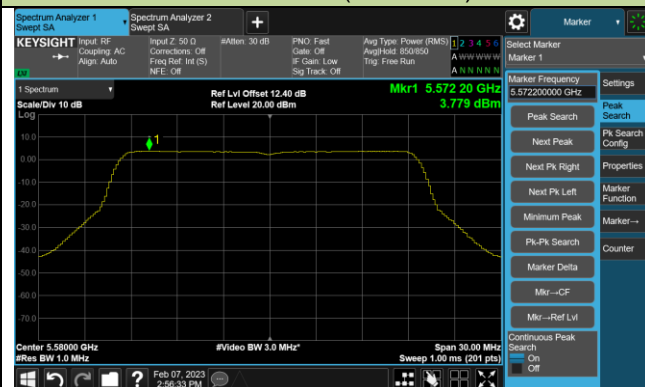 Spectrum Analyzer 1
Swept SA
Spectrum Analyzer 2
Swept SA
+
Marker
KEYSIGHT
Input: RF
Coupling: AC
Align: Auto
Input Z: 50 Ω
Corrections: Off
Freq Ref: Int (S)
NFE: Off
#Atten: 30 dB
PNO: Fast
Gate: Off
IF Gain: Low
Sig Track: Off
Avg Type: Power (RMS)
Avg|Hold: 850/850
Trig: Free Run
1 2 3 4 5 6
A W W W W W
A N N N N N
LXI
Select Marker
Marker 1
1 Spectrum
Scale/Div 10 dB
Log
Ref Lvl Offset 12.40 dB
Ref Level 20.00 dBm
Mkr1 5.572 20 GHz
3.779 dBm
Marker Frequency
5.572200000 GHz
Settings
Peak Search
Peak
Search
Next Peak
Pk Search
Config
Next Pk Right
Properties
Next Pk Left
Marker
Function
Minimum Peak
Marker→
Pk-Pk Search
Counter
Marker Delta
Mkr→CF
Mkr→Ref Lvl
Continuous Peak
Search
On
Off
1
10.0
0.00
-10.0
-20.0
-30.0
-40.0
-50.0
-60.0
-70.0
Center 5.58000 GHz
#Res BW 1.0 MHz
#Video BW 3.0 MHz*
Span 30.00 MHz
Sweep 1.00 ms (201 pts)
?
Feb 07, 2023
2:56:33 PM